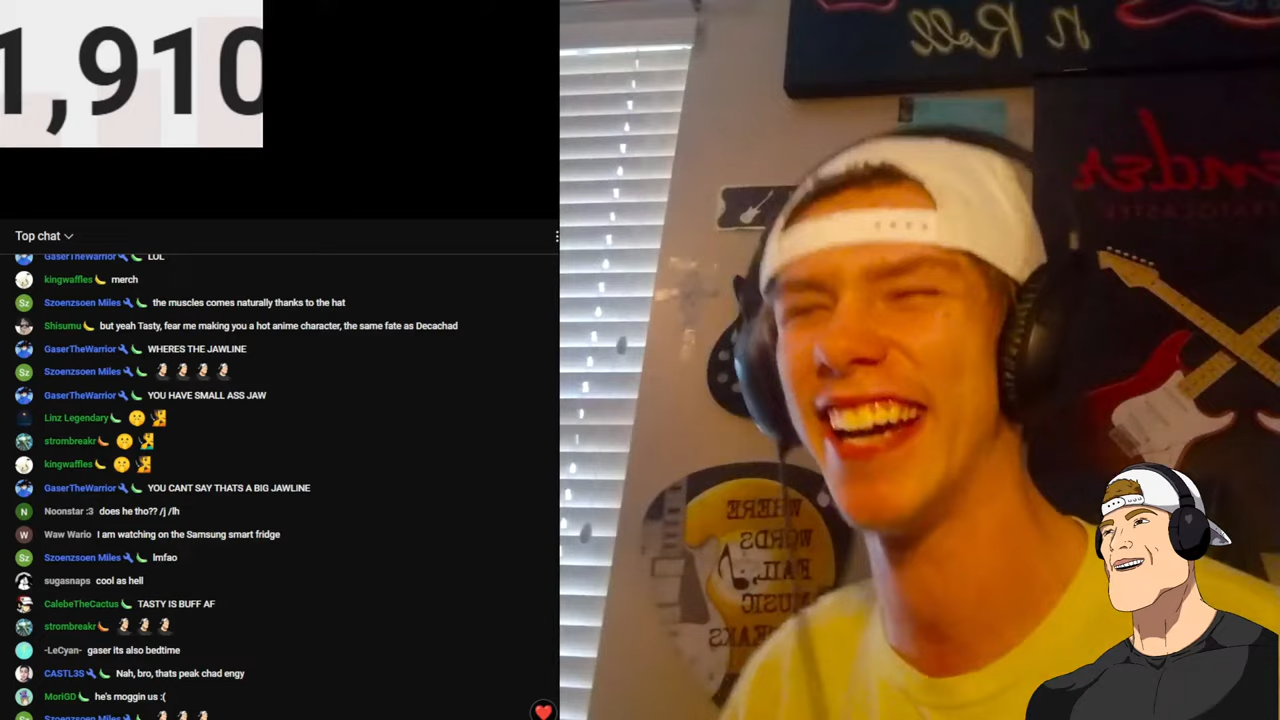 1,910
Top chat
GaserTheWarrior LOL
kingwaffles merch
Szoenzsoen Miles the muscles comes naturally thanks to the hat
Shisumu but yeah Tasty, fear me making you a hot anime character, the same fate as Decachad
GaserTheWarrior WHERES THE JAWLINE
Szoenzsoen Miles
GaserTheWarrior YOU HAVE SMALL ASS JAW
Linz Legendary
strombreakr
kingwaffles
GaserTheWarrior YOU CANT SAY THATS A BIG JAWLINE
Noonstar :3 does he tho?? /j /lh
Waw Wario I am watching on the Samsung smart fridge
Szoenzsoen Miles lmfao
sugasnaps cool as hell
CalebeTheCactus TASTY IS BUFF AF
strombreakr
-LeCyan- gaser its also bedtime
CASTL3S Nah, bro, thats peak chad engy
MoriGD he's moggin us :(
Szoenzsoen Miles
n Roll
ender
WHERE
WORDS
FAIL,
MUSIC
SPEAKS